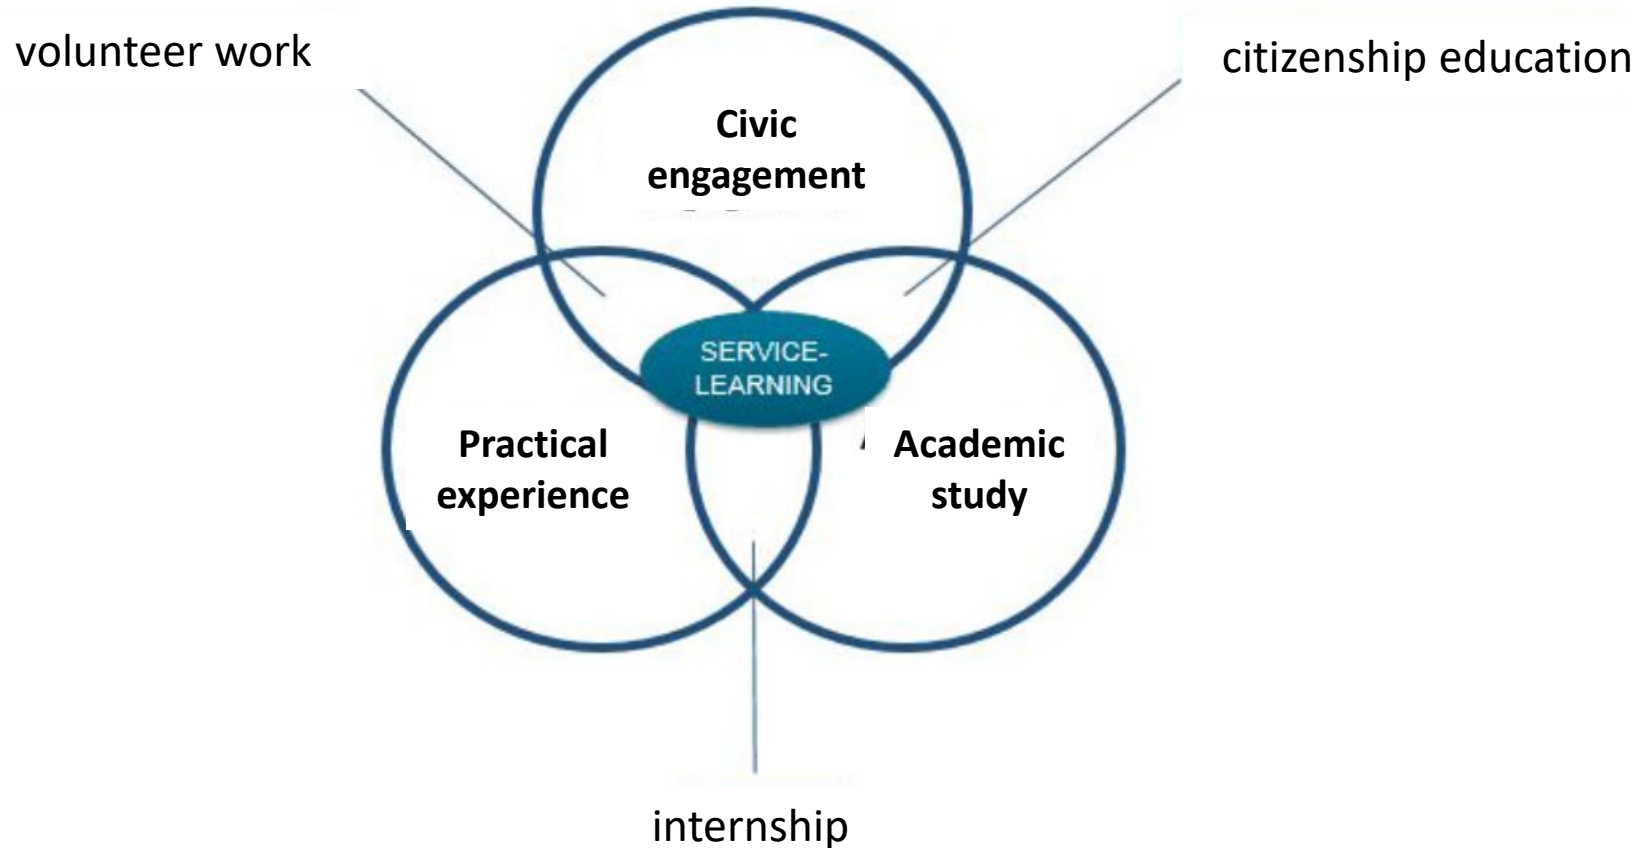 volunteer work
citizenship education
Civic
engagement
SERVICE-
LEARNING
Practical
experience
Academic
study
internship